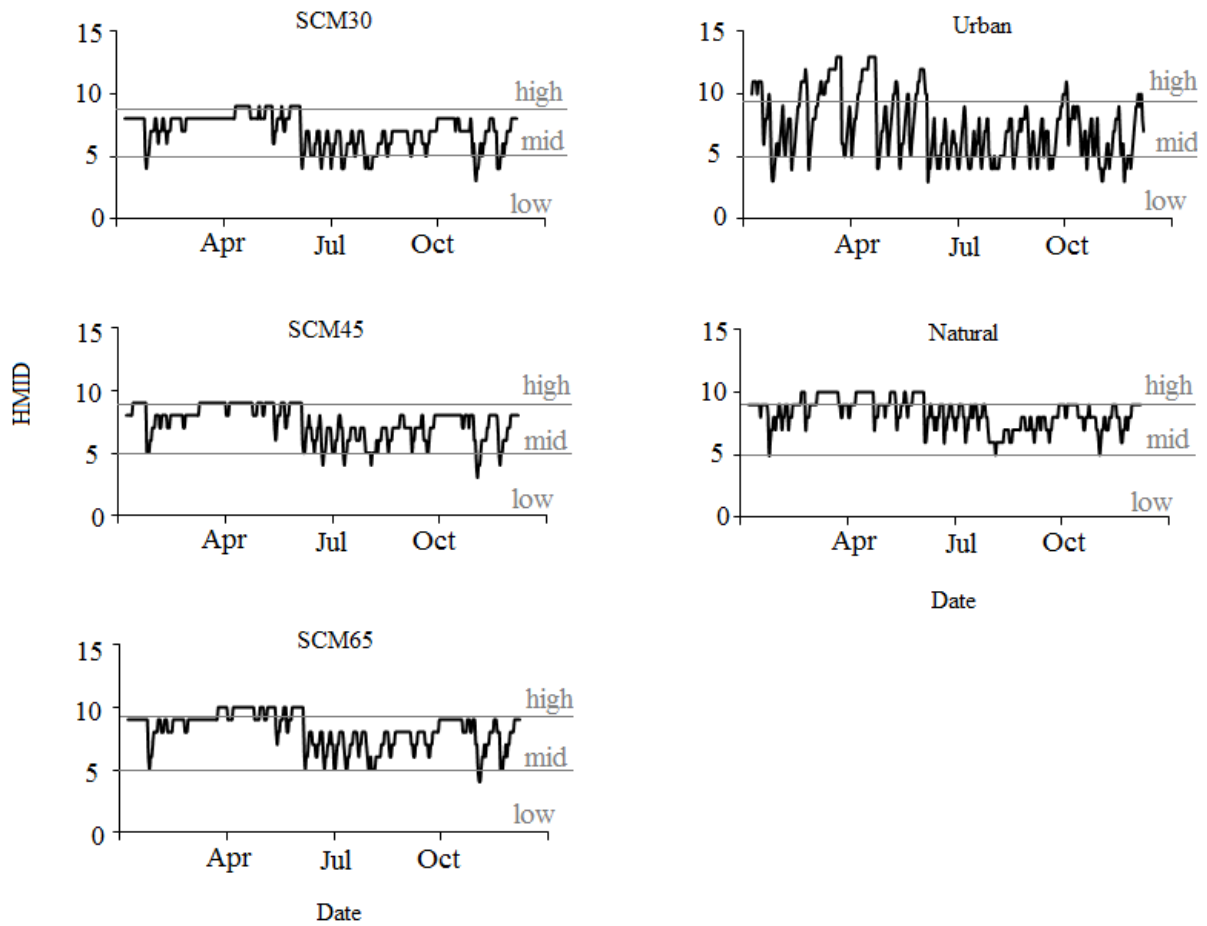 SCM30
15
10
5
0
high
mid
low
Apr Jul Oct
Urban
15
10
5
0
high
mid
low
Apr Jul Oct
HMID
SCM45
15
10
5
0
high
mid
low
Apr Jul Oct
Natural
15
10
5
0
high
mid
low
Apr Jul Oct
Date
SCM65
15
10
5
0
high
mid
low
Apr Jul Oct
Date